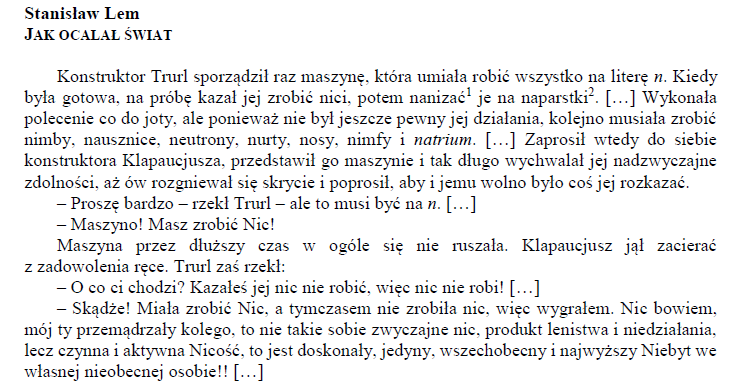 Stanisław Lem
JAK OCALAŁ ŚWIAT
Konstruktor Trurl sporządził raz maszynę, która umiała robić wszystko na literę n. Kiedy
była gotowa, na próbę kazał jej zrobić nici, potem nanizać1 je na naparstki2. […] Wykonała
polecenie co do joty, ale ponieważ nie był jeszcze pewny jej działania, kolejno musiała zrobić
nimby, nausznice, neutrony, nurty, nosy, nimfy i natrium. […] Zaprosił wtedy do siebie
konstruktora Klapaucjusza, przedstawił go maszynie i tak długo wychwalał jej nadzwyczajne
zdolności, aż ów rozgniewał się skrycie i poprosił, aby i jemu wolno było coś jej rozkazać.
– Proszę bardzo – rzekł Trurl – ale to musi być na n. […]
– Maszyno! Masz zrobić Nic!
Maszyna przez dłuższy czas w ogóle się nie ruszała. Klapaucjusz jął zacierać
z zadowolenia ręce. Trurl zaś rzekł:
– O co ci chodzi? Kazałeś jej nic nie robić, więc nic nie robi! […]
– Skądże! Miała zrobić Nic, a tymczasem nie zrobiła nic, więc wygrałem. Nic bowiem,
mój ty przemądrzały kolego, to nie takie sobie zwyczajne nic, produkt lenistwa i niedziałania,
lecz czynna i aktywna Nicość, to jest doskonały, jedyny, wszechobecny i najwyższy Niebyt we
własnej nieobecnej osobie!! […]